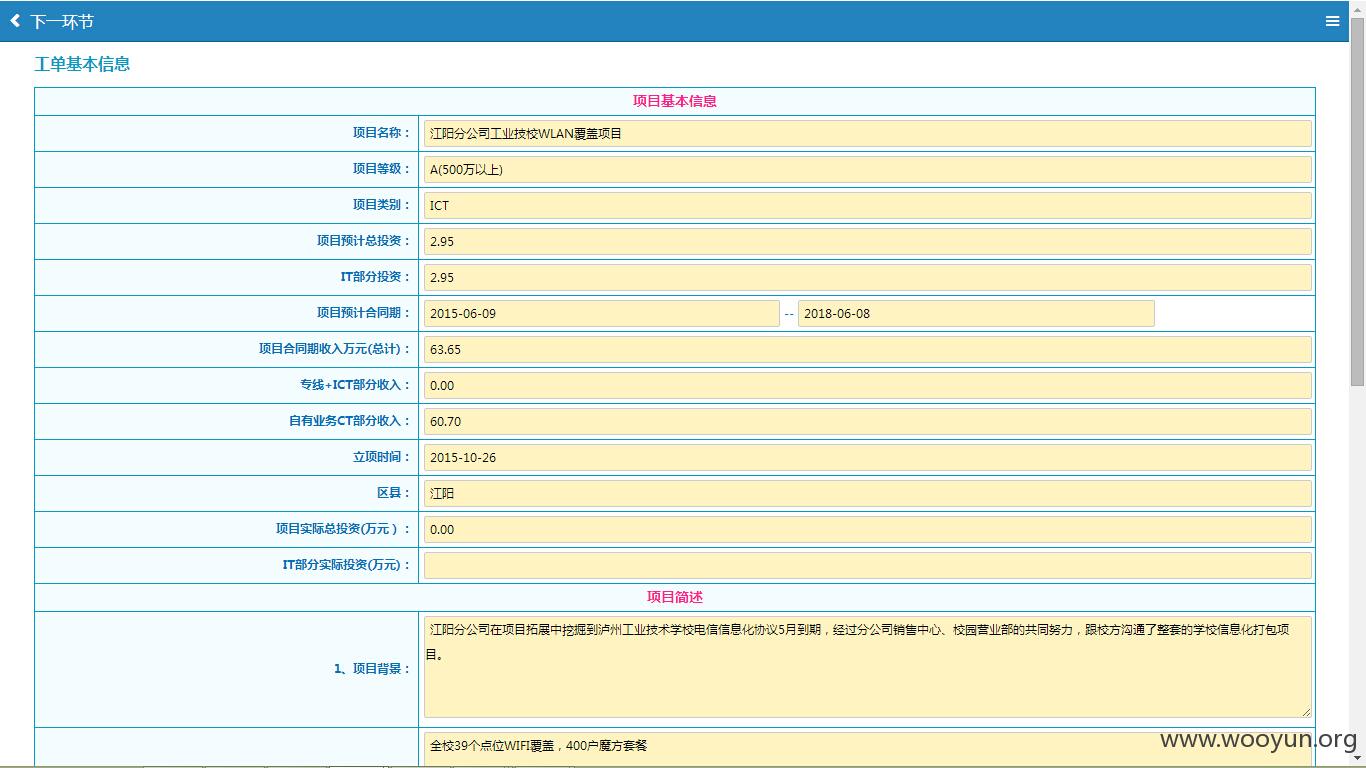 下一环节
工单基本信息
项目基本信息
项目名称： 江阳分公司工业技校WLAN覆盖项目
项目等级： A(500万以上)
项目类别： ICT
项目预计总投资： 2.95
IT部分投资： 2.95
项目预计合同期： 2015-06-09 -- 2018-06-08
项目合同期收入万元(总计)： 63.65
专线+ICT部分收入： 0.00
自有业务CT部分收入： 60.70
立项时间： 2015-10-26
区县： 江阳
项目实际总投资(万元 )： 0.00
IT部分实际投资(万元)：
项目简述
1、项目背景： 江阳分公司在项目拓展中挖掘到泸州工业技术学校电信信息化协议5月到期，经过分公司销售中心、校园营业部的共同努力，跟校方沟通了整套的学校信息化打包项
目。
全校39个点位WIFI覆盖，400户魔方套餐
www.wooyun.org